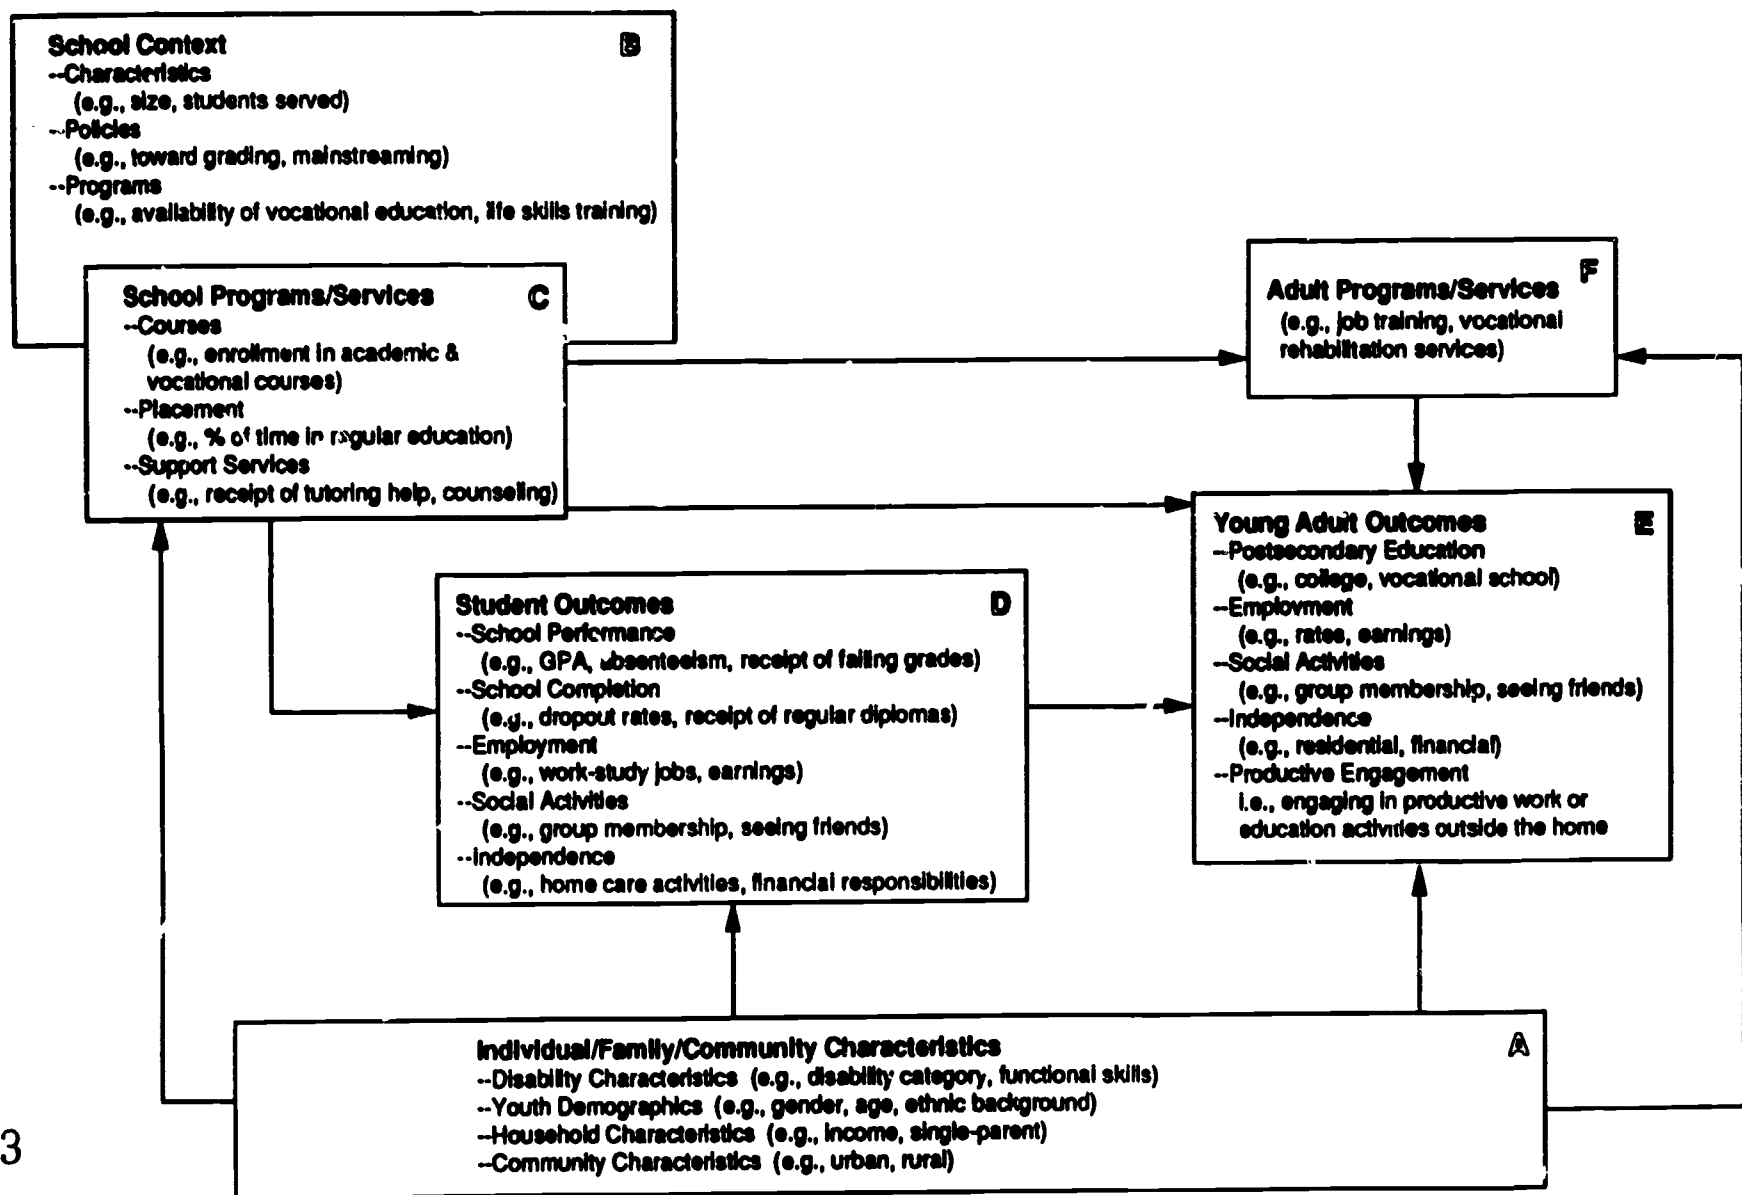 School Context B
--Characteristics
(e.g., size, students served)
--Policies
(e.g., toward grading, mainstreaming)
--Programs
(e.g., availability of vocational education, life skills training)
School Programs/Services C
--Courses
(e.g., enrollment in academic &
vocational courses)
--Placement
(e.g., % of time in regular education)
--Support Services
(e.g., receipt of tutoring help, counseling)
Adult Programs/Services F
(e.g., job training, vocational
rehabilitation services)
Student Outcomes D
--School Performance
(e.g., GPA, absenteeism, receipt of failing grades)
--School Completion
(e.g., dropout rates, receipt of regular diplomas)
--Employment
(e.g., work-study jobs, earnings)
--Social Activities
(e.g., group membership, seeing friends)
--Independence
(e.g., home care activities, financial responsibilities)
Young Adult Outcomes E
--Postsecondary Education
(e.g., college, vocational school)
--Employment
(e.g., rates, earnings)
--Social Activities
(e.g., group membership, seeing friends)
--Independence
(e.g., residential, financial)
--Productive Engagement
i.e., engaging in productive work or
education activities outside the home
Individual/Family/Community Characteristics A
--Disability Characteristics (e.g., disability category, functional skills)
--Youth Demographics (e.g., gender, age, ethnic background)
--Household Characteristics (e.g., income, single-parent)
--Community Characteristics (e.g., urban, rural)
3